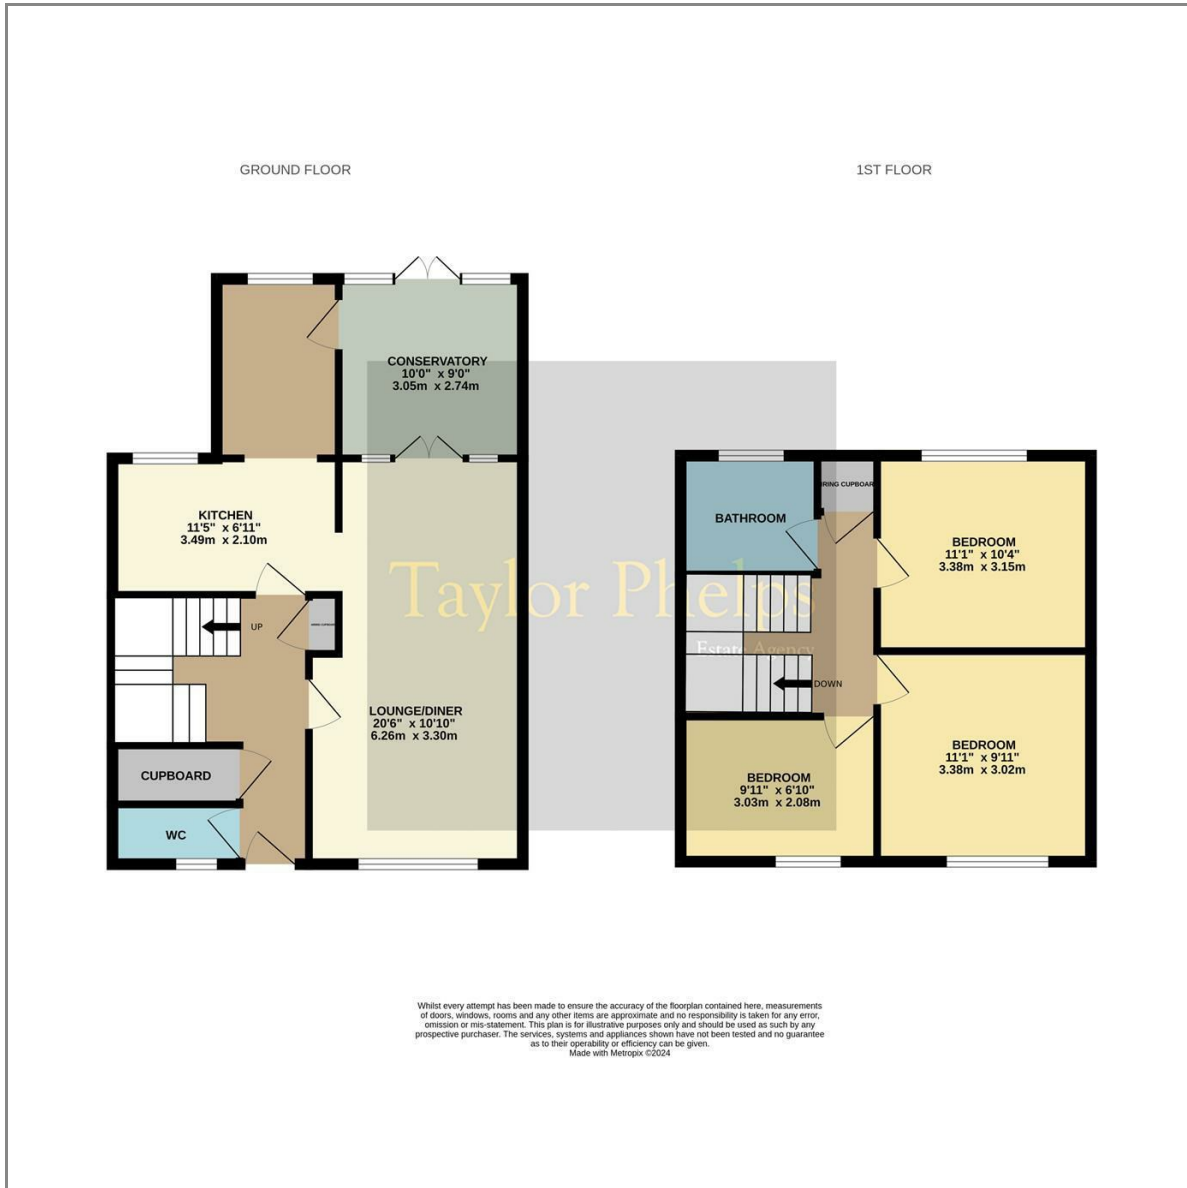 GROUND FLOOR
1ST FLOOR
CONSERVATORY
10'0" x 9'0"
3.05m x 2.74m
KITCHEN
11'5" x 6'11"
3.49m x 2.10m
UP
LOUNGE/DINER
20'6" x 10'10"
6.26m x 3.30m
CUPBOARD
WC
BATHROOM
BEDROOM
11'1" x 10'4"
3.38m x 3.15m
DOWN
BEDROOM
9'11" x 6'10"
3.03m x 2.08m
BEDROOM
11'1" x 9'11"
3.38m x 3.02m
Taylor Phelps
Estate Agency
Whilst every attempt has been made to ensure the accuracy of the floorplan contained here, measurements
of doors, windows, rooms and any other items are approximate and no responsibility is taken for any error,
omission or mis-statement. This plan is for illustrative purposes only and should be used as such by any
prospective purchaser. The services, systems and appliances shown have not been tested and no guarantee
as to their operability or efficiency can be given.
Made with Metropix ©2024